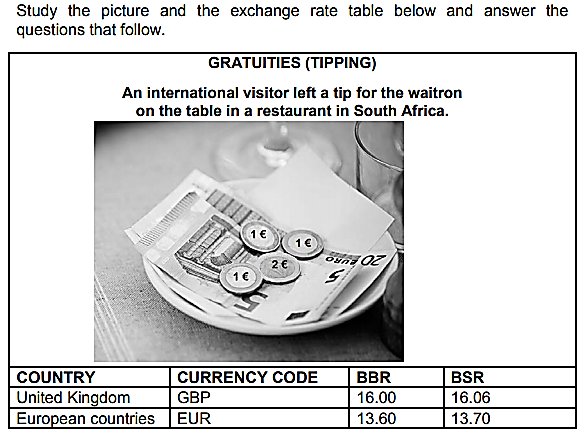 Study the picture and the exchange rate table below and answer the
questions that follow.
GRATUITIES (TIPPING)
An international visitor left a tip for the waitron
on the table in a restaurant in South Africa.
1 €
1 €
2 €
1 €
20 EURO
5
5
COUNTRY CURRENCY CODE BBR BSR
United Kingdom GBP 16.00 16.06
European countries EUR 13.60 13.70